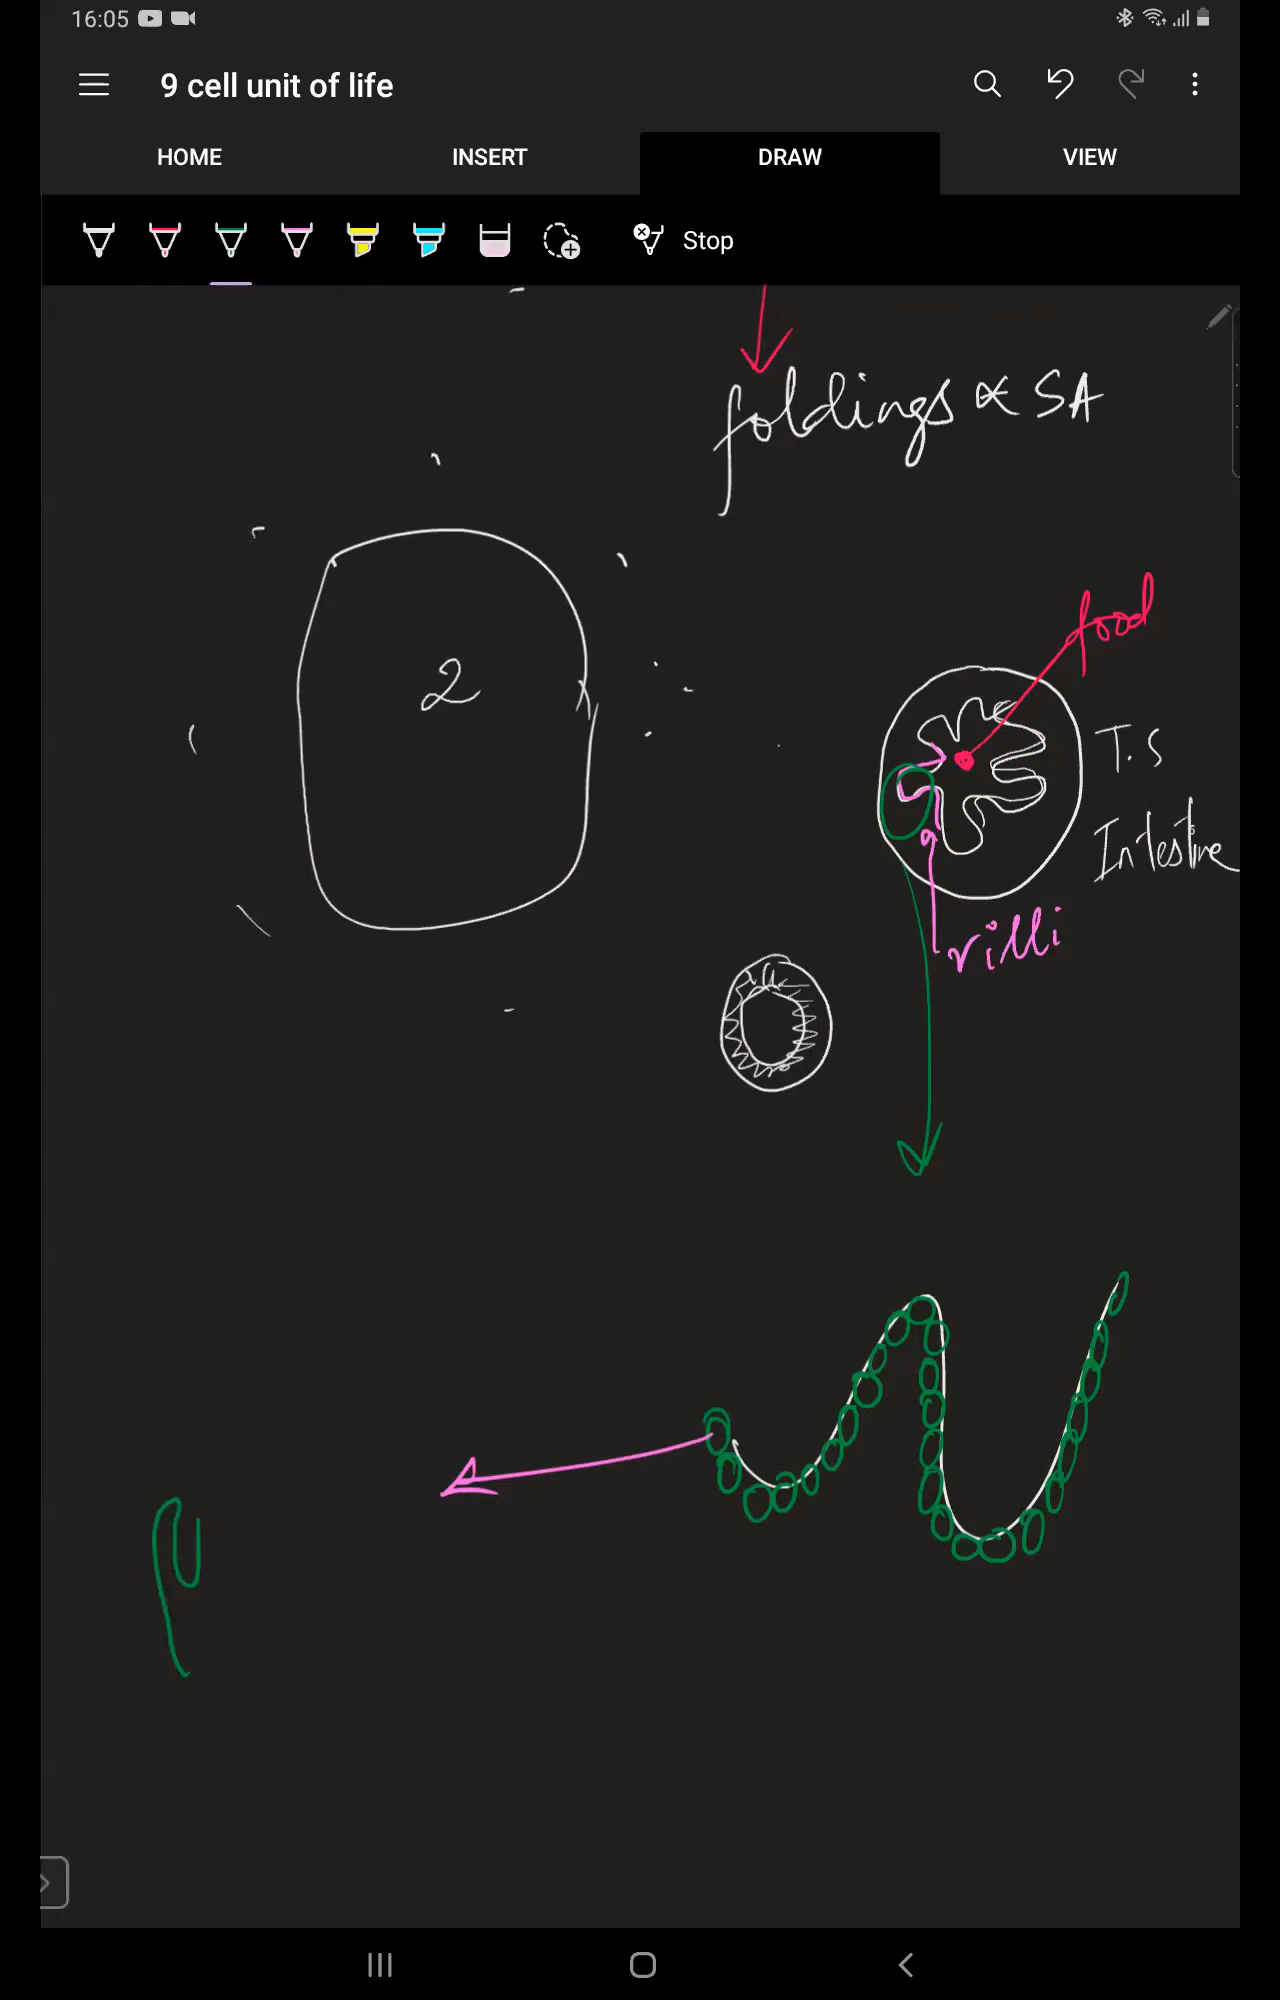 16:05
9 cell unit of life
HOME INSERT DRAW VIEW
Stop
foldings ∝ SA
2
food
T.S
Intestine
villi